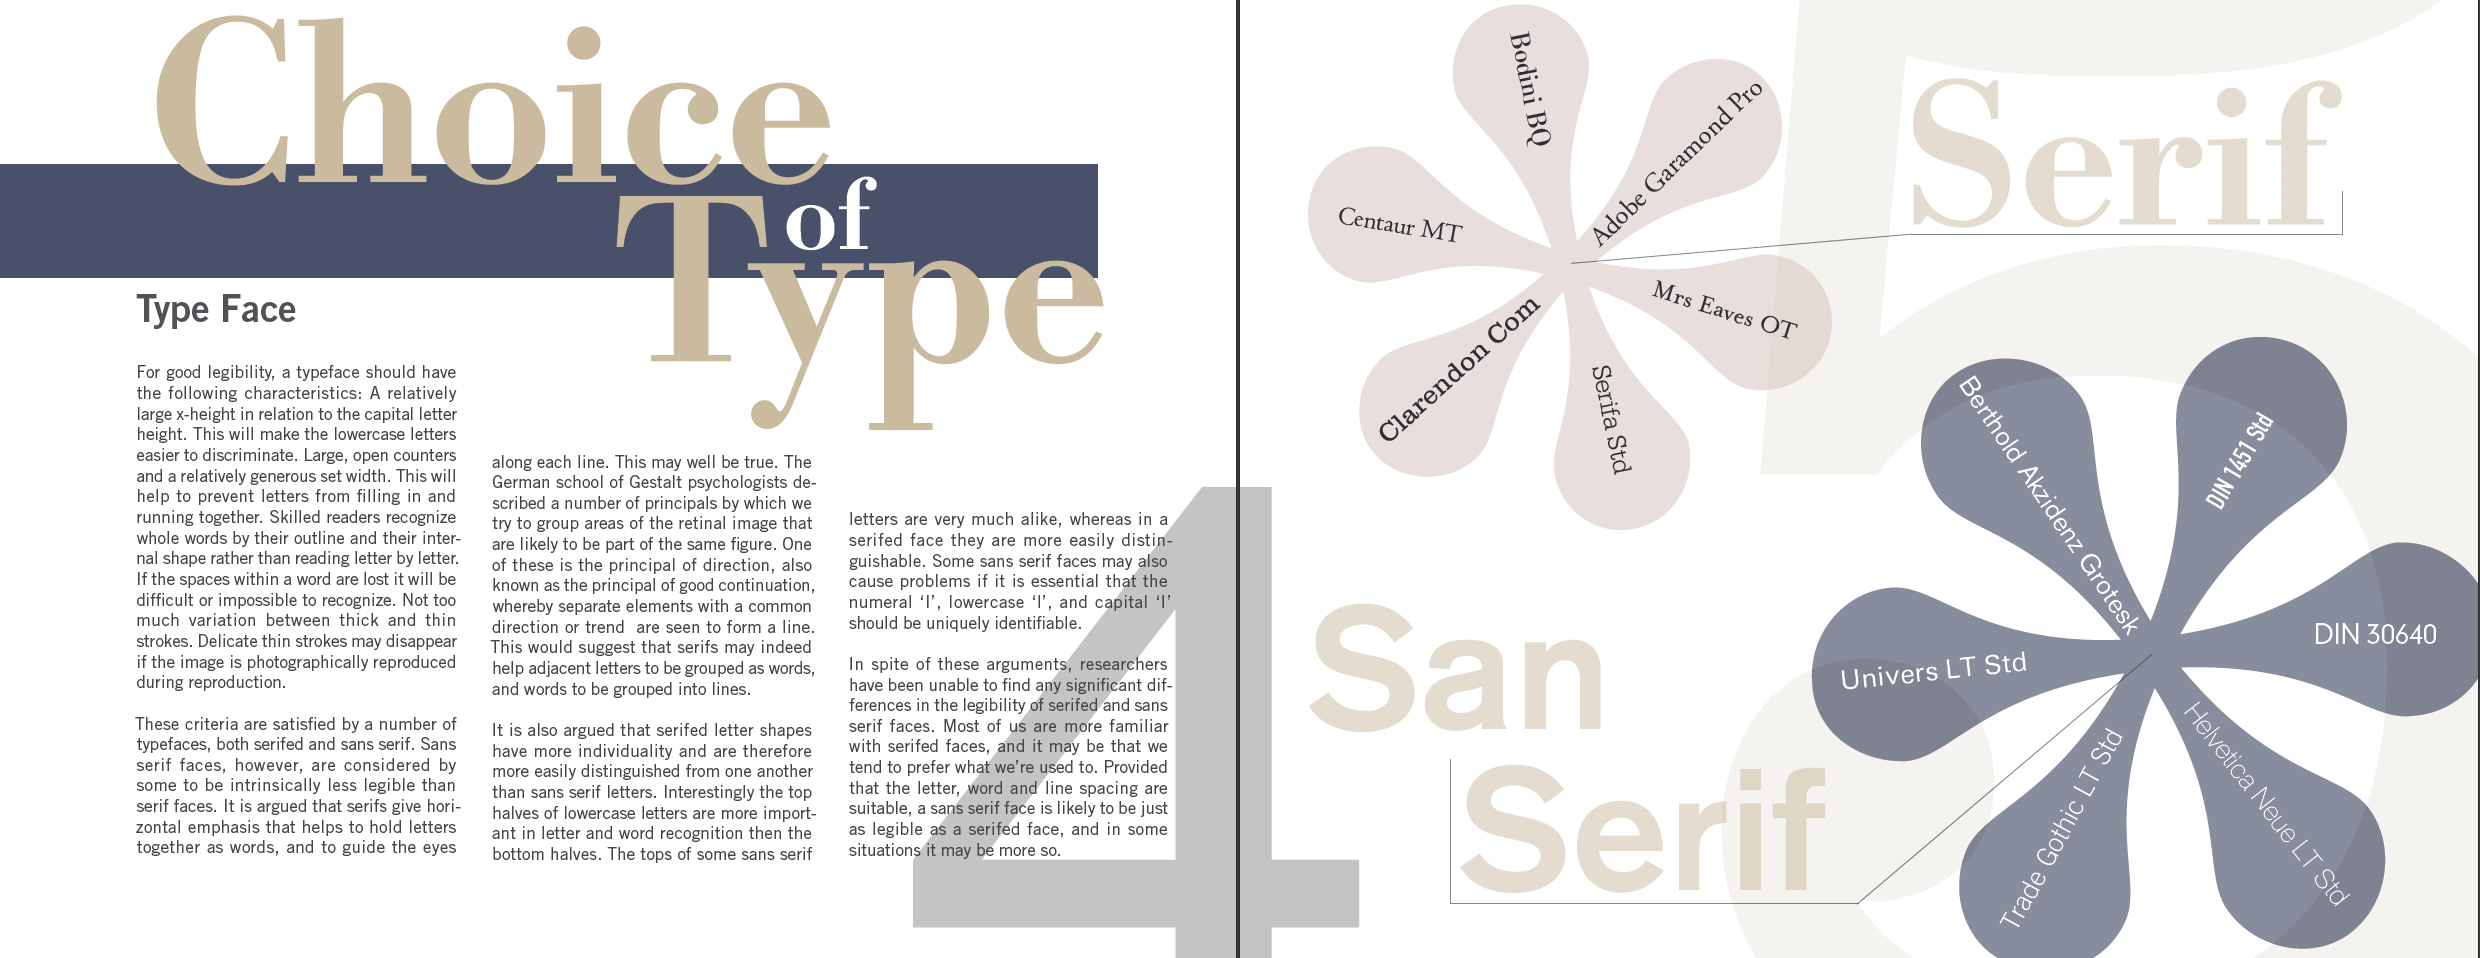 Choice
of
Type
Type Face
For good legibility, a typeface should have
the following characteristics: A relatively
large x-height in relation to the capital letter
height. This will make the lowercase letters
easier to discriminate. Large, open counters
and a relatively generous set width. This will
help to prevent letters from filling in and
running together. Skilled readers recognize
whole words by their outline and their inter-
nal shape rather than reading letter by letter.
If the spaces within a word are lost it will be
difficult or impossible to recognize. Not too
much variation between thick and thin
strokes. Delicate thin strokes may disappear
if the image is photographically reproduced
during reproduction.
These criteria are satisfied by a number of
typefaces, both serifed and sans serif. Sans
serif faces, however, are considered by
some to be intrinsically less legible than
serif faces. It is argued that serifs give hori-
zontal emphasis that helps to hold letters
together as words, and to guide the eyes
along each line. This may well be true. The
German school of Gestalt psychologists de-
scribed a number of principals by which we
try to group areas of the retinal image that
are likely to be part of the same figure. One
of these is the principal of direction, also
known as the principal of good continuation,
whereby separate elements with a common
direction or trend are seen to form a line.
This would suggest that serifs may indeed
help adjacent letters to be grouped as words,
and words to be grouped into lines.
It is also argued that serifed letter shapes
have more individuality and are therefore
more easily distinguished from one another
than sans serif letters. Interestingly the top
halves of lowercase letters are more import-
ant in letter and word recognition then the
bottom halves. The tops of some sans serif
letters are very much alike, whereas in a
serifed face they are more easily distin-
guishable. Some sans serif faces may also
cause problems if it is essential that the
numeral ‘I’, lowercase ‘l’, and capital ‘I’
should be uniquely identifiable.
In spite of these arguments, researchers
have been unable to find any significant dif-
ferences in the legibility of serifed and sans
serif faces. Most of us are more familiar
with serifed faces, and it may be that we
tend to prefer what we’re used to. Provided
that the letter, word and line spacing are
suitable, a sans serif face is likely to be just
as legible as a serifed face, and in some
situations it may be more so.
4
5
Serif
Bodini BQ
Adobe Garamond Pro
Centaur MT
Mrs Eaves OT
Clarendon Com
Serifa Std
San
Serif
Berthold Akzidenz Grotesk
DIN 1451 Std
DIN 30640
Univers LT Std
Helvetica Neue LT Std
Trade Gothic LT Std